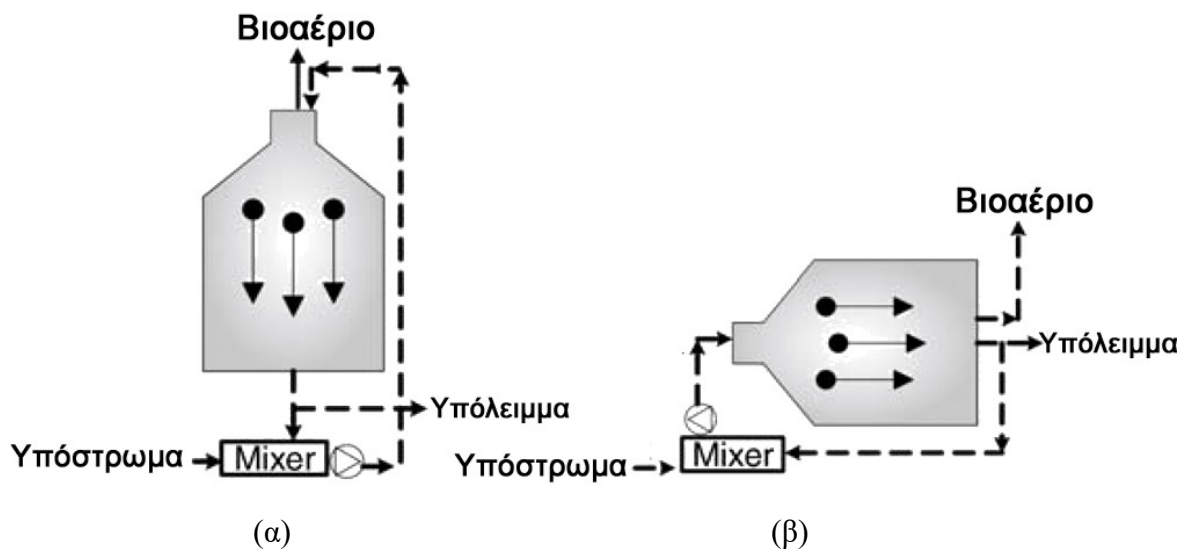 Βιοαέριο
Υπόλειμμα
Υπόστρωμα
Mixer
(α)
Βιοαέριο
Υπόλειμμα
Υπόστρωμα
Mixer
(β)